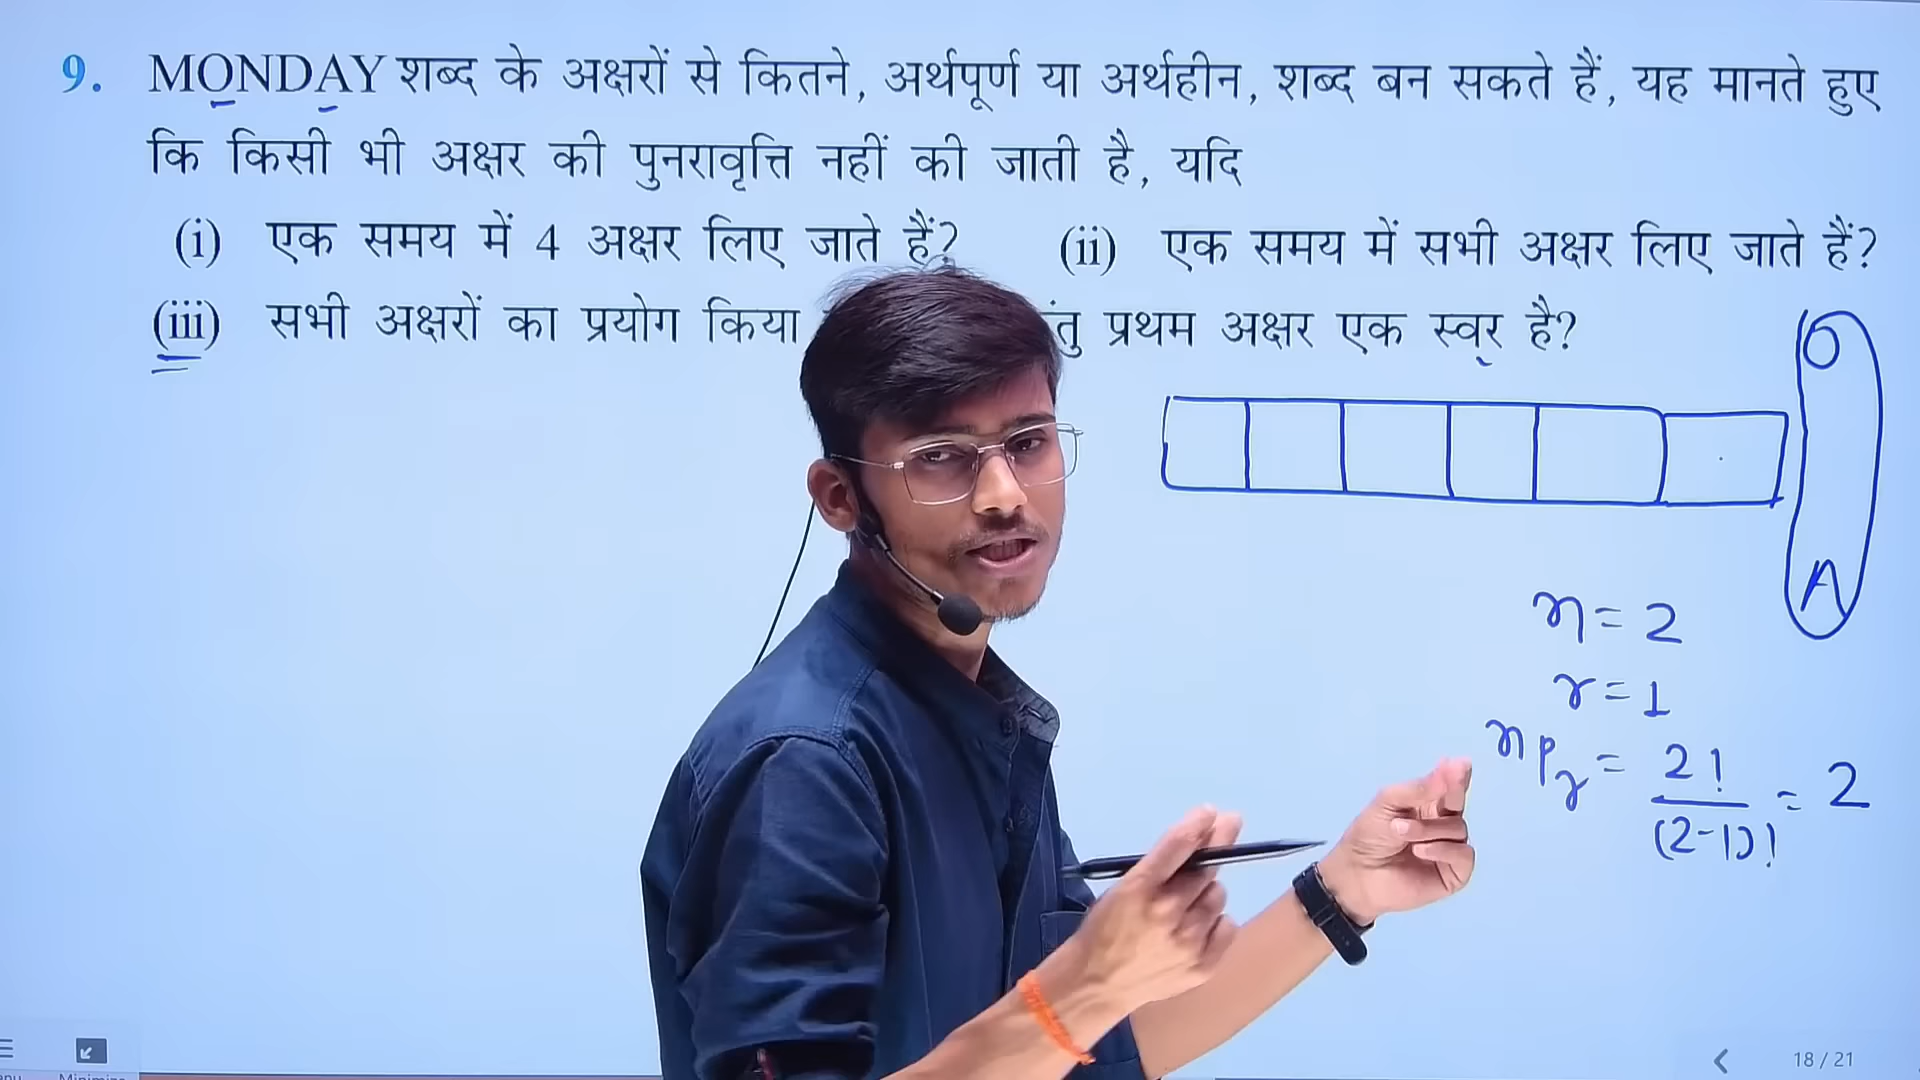 9. MONDAY शब्द के अक्षरों से कितने, अर्थपूर्ण या अर्थहीन, शब्द बन सकते हैं, यह मानते हुए
कि किसी भी अक्षर की पुनरावृत्ति नहीं की जाती है, यदि
(i) एक समय में 4 अक्षर लिए जाते हैं? (ii) एक समय में सभी अक्षर लिए जाते हैं?
(iii) सभी अक्षरों का प्रयोग किया प्रथम अक्षर एक स्वर है?
O
A
n = 2
r = 1
nPr = 2!/(2-1)! = 2
18 / 21